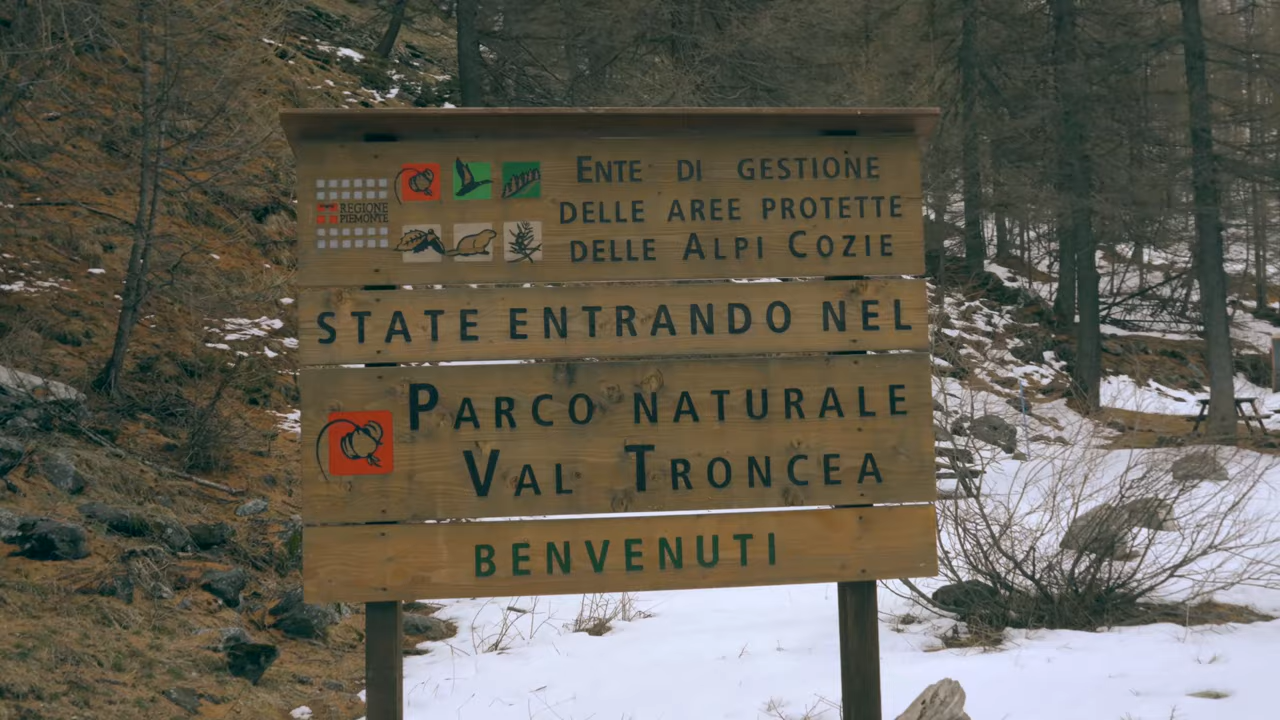 REGIONE
PIEMONTE
ENTE DI GESTIONE
DELLE AREE PROTETTE
DELLE ALPI COZIE
STATE ENTRANDO NEL
PARCO NATURALE
VAL TRONCEA
BENVENUTI